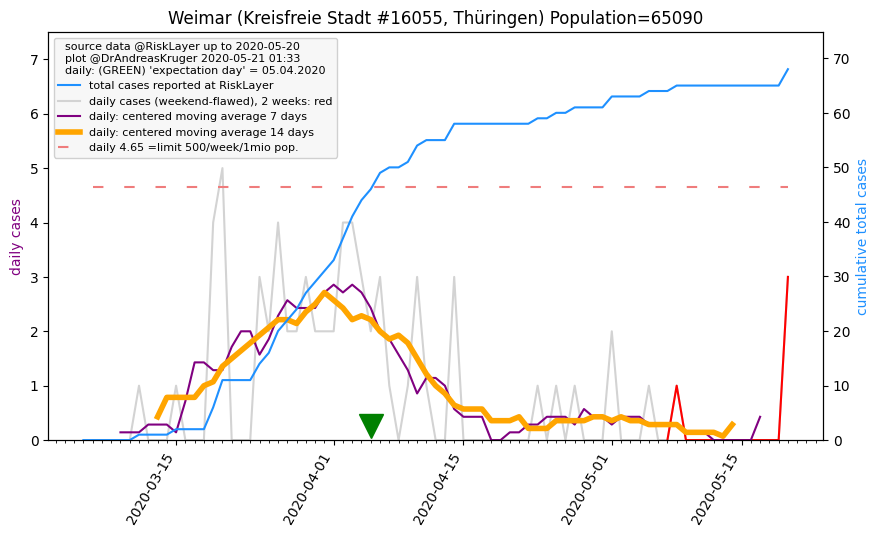 Weimar (Kreisfreie Stadt #16055, Thüringen) Population=65090
source data @RiskLayer up to 2020-05-20
plot @DrAndreasKruger 2020-05-21 01:33
daily: (GREEN) 'expectation day' = 05.04.2020
total cases reported at RiskLayer
daily cases (weekend-flawed), 2 weeks: red
daily: centered moving average 7 days
daily: centered moving average 14 days
daily 4.65 =limit 500/week/1mio pop.
daily cases
7
6
5
4
3
2
1
0
70
60
50
40
30
20
10
0
cumulative total cases
2020-03-15
2020-04-01
2020-04-15
2020-05-01
2020-05-15